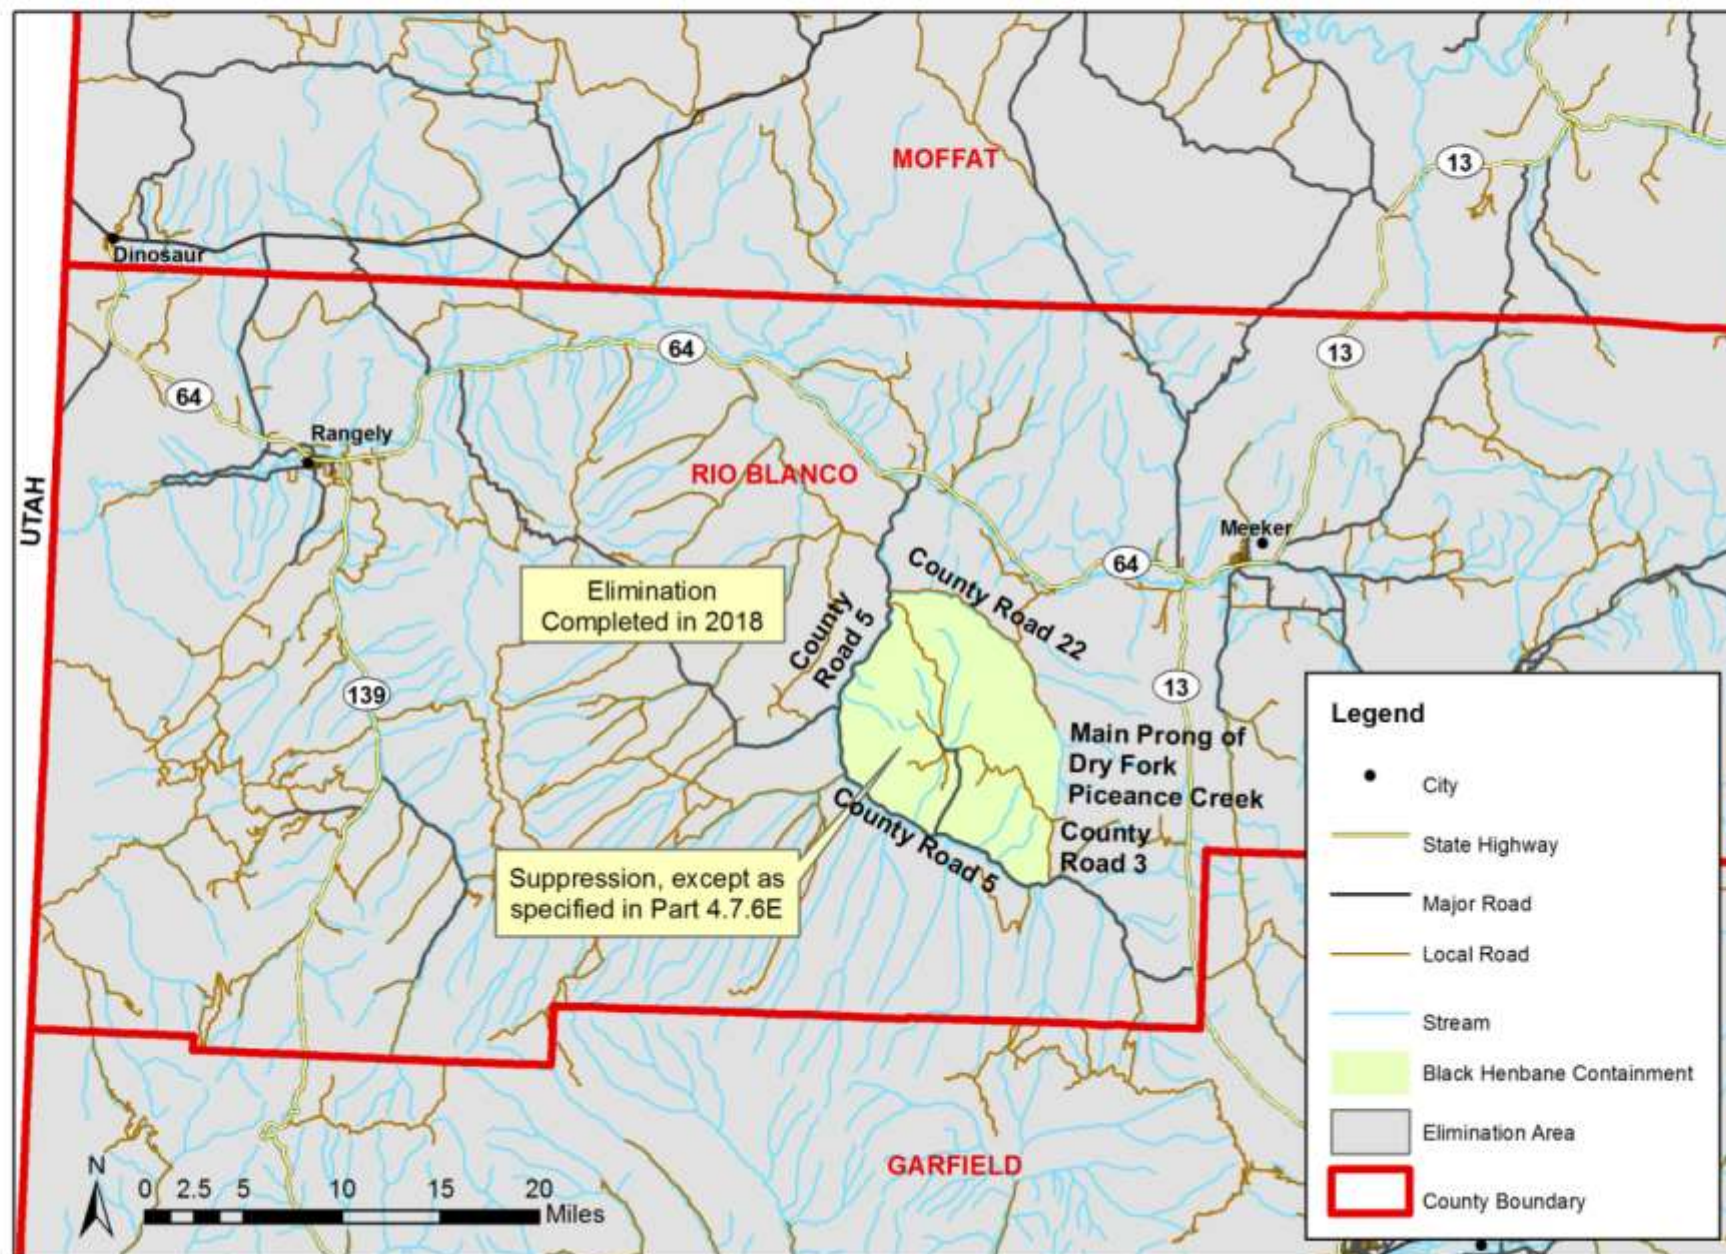 MOFFAT
13
Dinosaur
64
13
64
Rangely
RIO BLANCO
UTAH
Meeker
64
County Road 22
Elimination
Completed in 2018
County
Road 5
139
13
Main Prong of
Dry Fork
Piceance Creek
County
Road 3
County Road 5
Suppression, except as
specified in Part 4.7.6E
GARFIELD
N
0 2.5 5 10 15 20
Miles
Legend
City
State Highway
Major Road
Local Road
Stream
Black Henbane Containment
Elimination Area
County Boundary